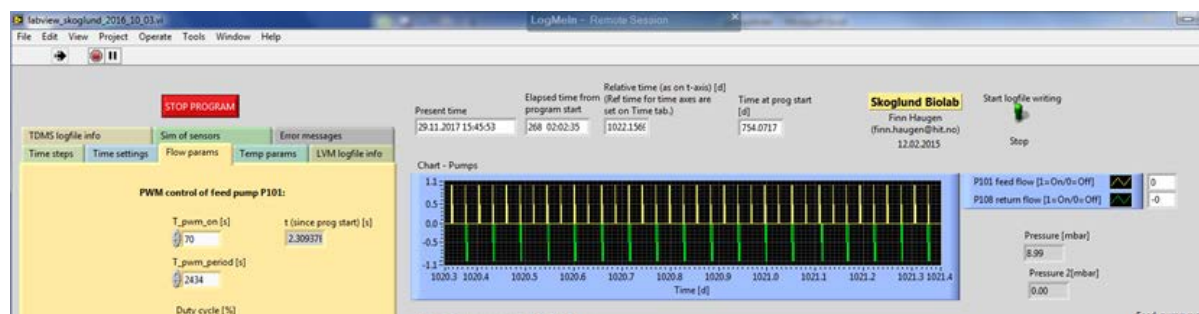 labview_skoglund_2016_10_03.vi
LogMeIn - Remote Session
File Edit View Project Operate Tools Window Help
STOP PROGRAM
Present time
29.11.2017 15:45:53
Elapsed time from
program start
268 02:02:35
Relative time (as on t-axis) [d]
(Ref time for time axes are
set on Time tab.)
1022.156
Time at prog start
[d]
754.0717
Skoglund Biolab
Finn Haugen
(finn.haugen@hit.no)
12.02.2015
Start logfile writing
Stop
TDMS logfile info Sim of sensors Error messages
Time steps Time settings Flow params Temp params LVM logfile info
PWM control of feed pump P101:
T_pwm_on [s]
70
t (since prog start) [s]
2.30937
T_pwm_period [s]
2434
Duty cycle [%]
Chart - Pumps
1.1
0.5
0.0
-0.5
-1.1
1020.3 1020.4 1020.5 1020.6 1020.7 1020.8 1020.9 1021.0 1021.1 1021.2 1021.3 1021.4
Time [d]
P101 feed flow [1=On/0=Off] 0
P108 return flow [1=On/0=Off] -0
Pressure [mbar]
8.99
Pressure 2[mbar]
0.00